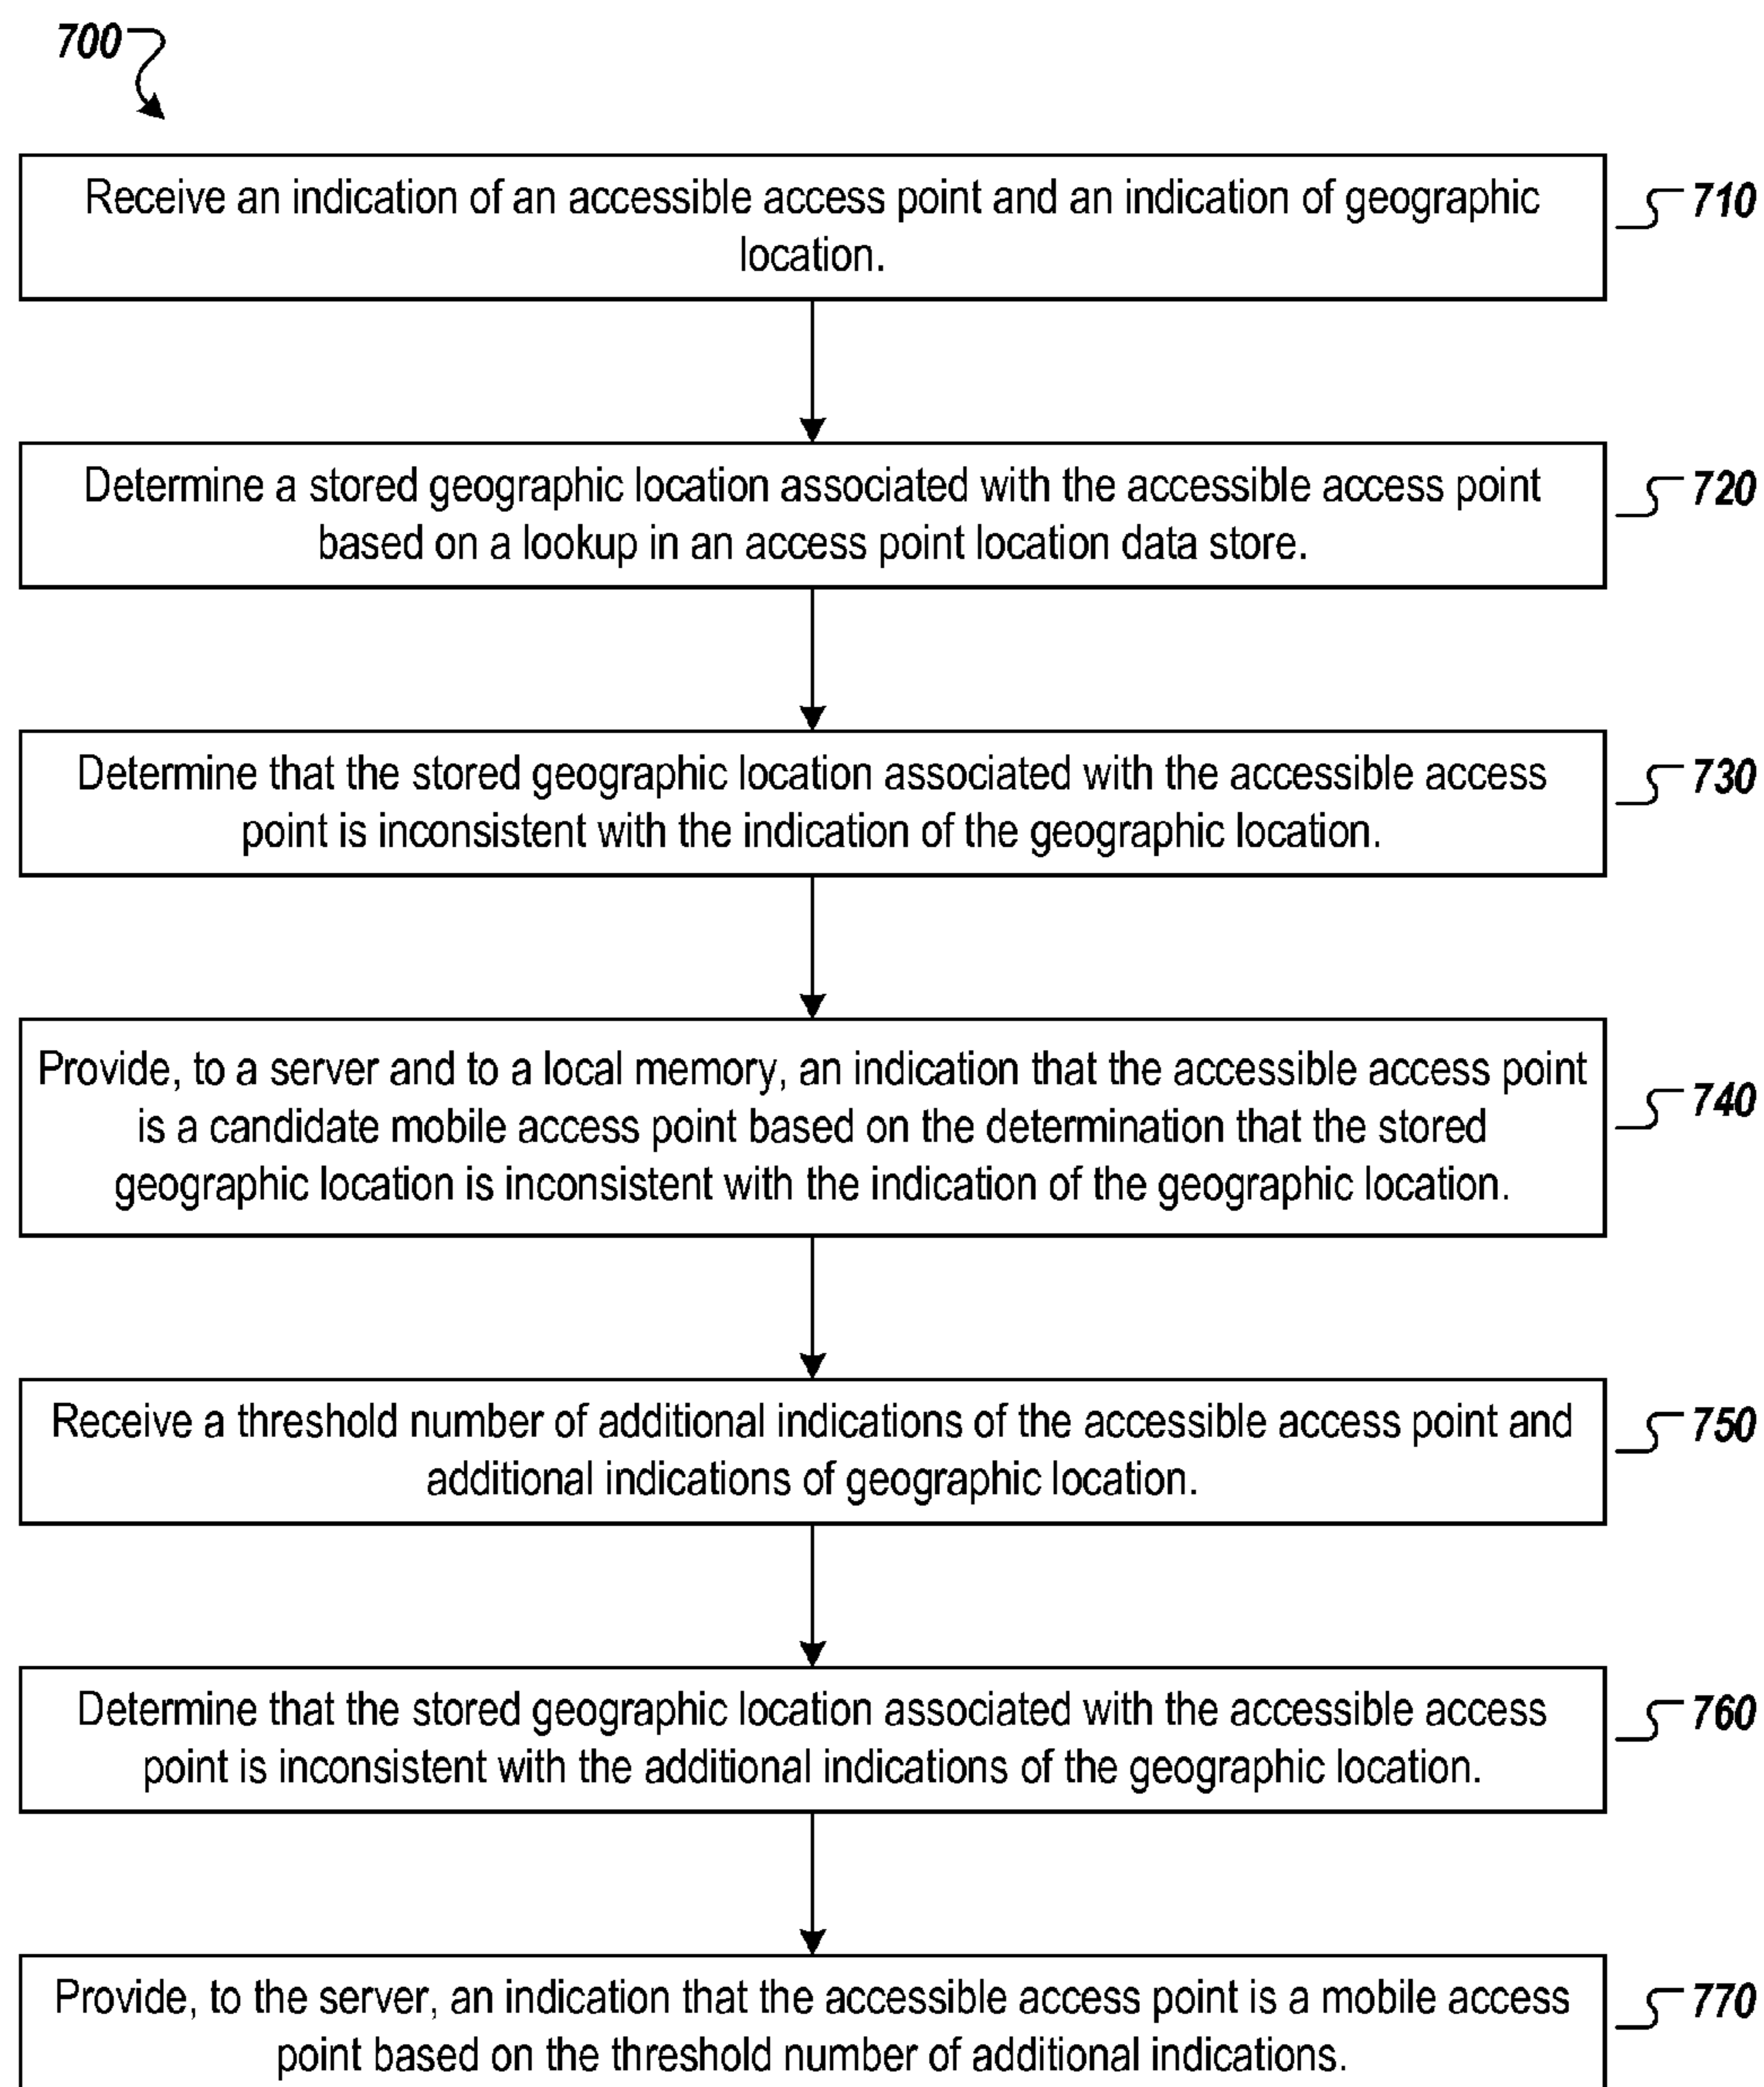 700
Receive an indication of an accessible access point and an indication of geographic
location.
710
Determine a stored geographic location associated with the accessible access point
based on a lookup in an access point location data store.
720
Determine that the stored geographic location associated with the accessible access
point is inconsistent with the indication of the geographic location.
730
Provide, to a server and to a local memory, an indication that the accessible access point
is a candidate mobile access point based on the determination that the stored
geographic location is inconsistent with the indication of the geographic location.
740
Receive a threshold number of additional indications of the accessible access point and
additional indications of geographic location.
750
Determine that the stored geographic location associated with the accessible access
point is inconsistent with the additional indications of the geographic location.
760
Provide, to the server, an indication that the accessible access point is a mobile access
point based on the threshold number of additional indications.
770